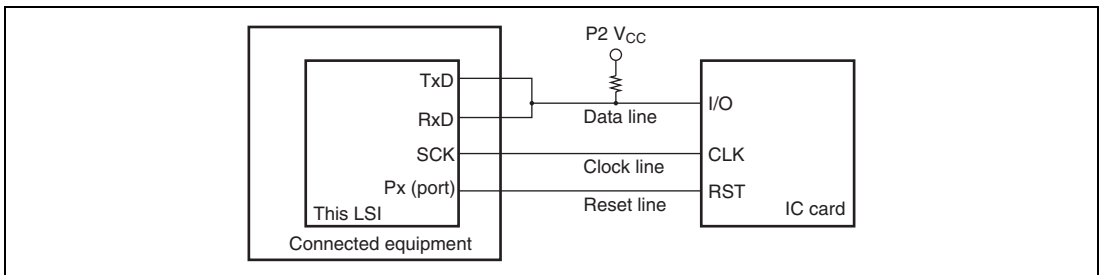 P2 VCC
TxD
I/O
RxD
Data line
SCK
CLK
Clock line
Px (port)
RST
Reset line
This LSI
IC card
Connected equipment